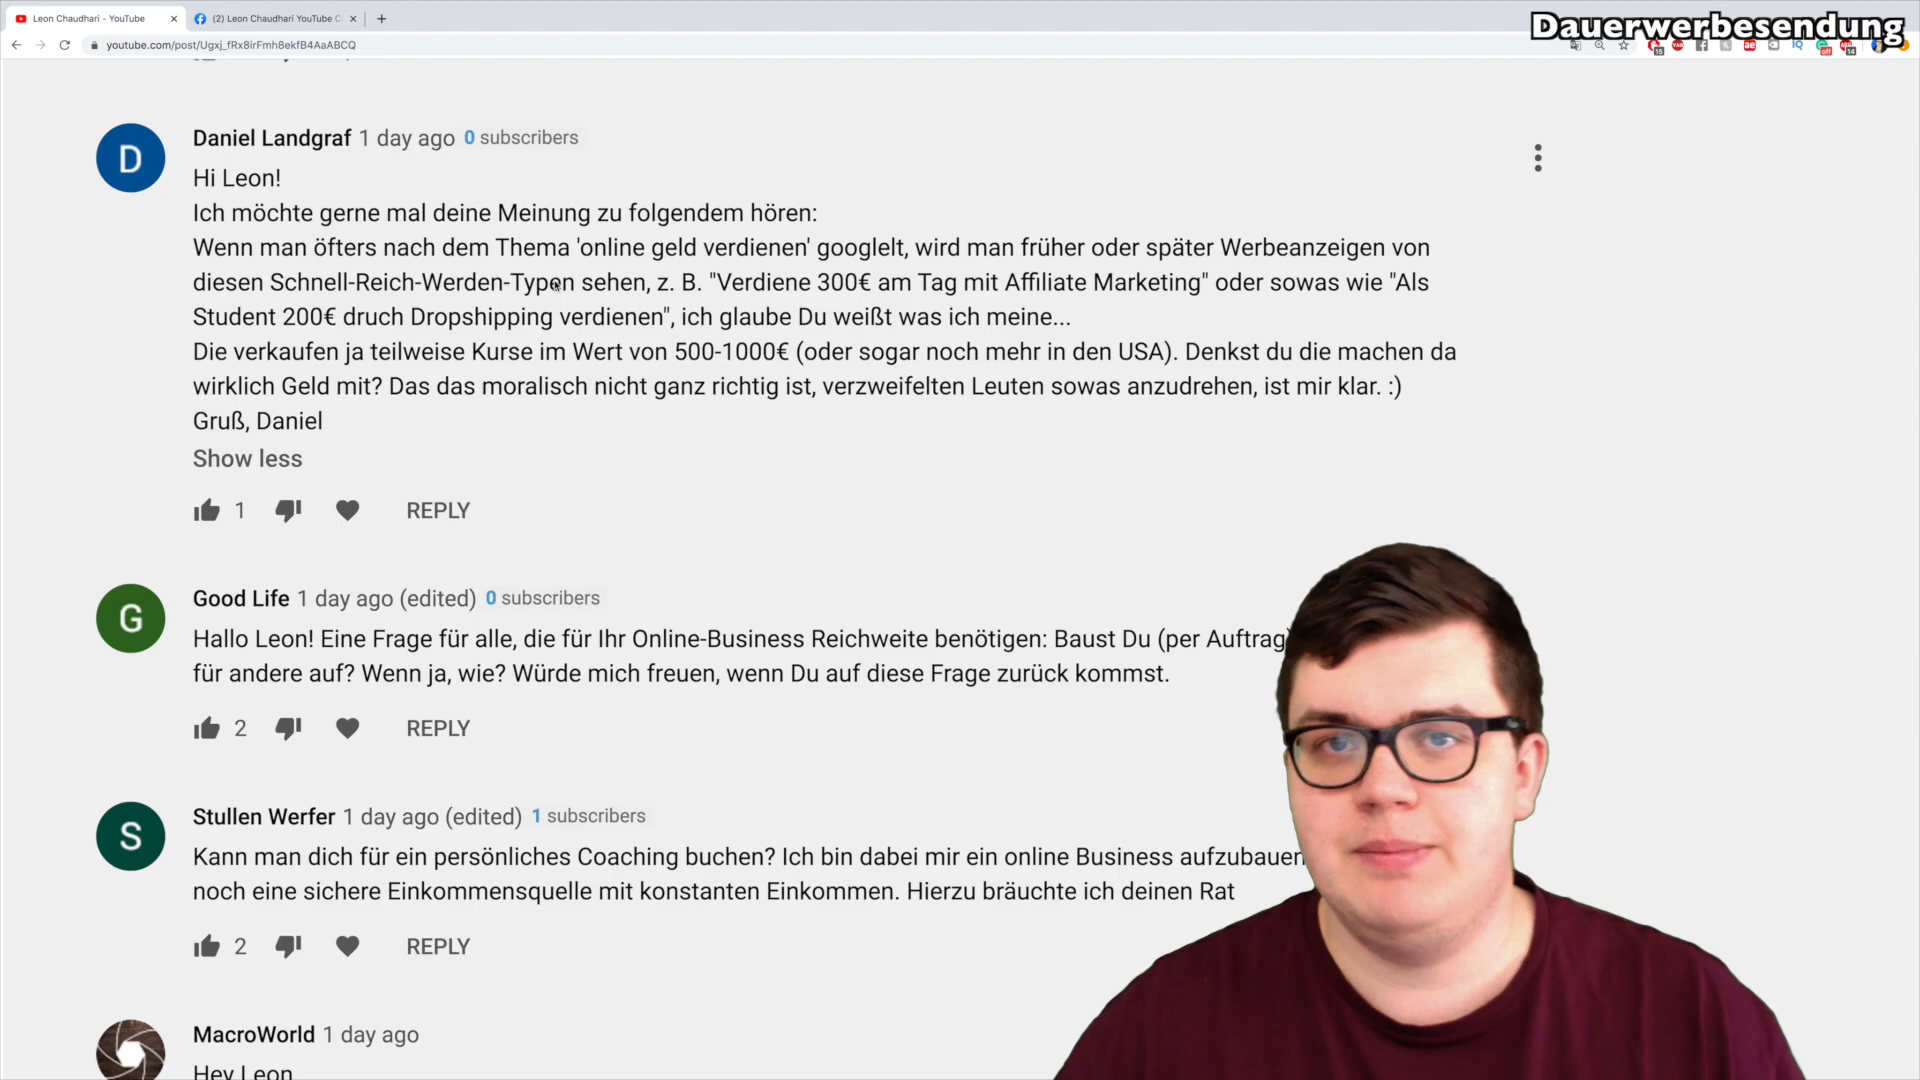 Leon Chaudhari - YouTube
(2) Leon Chaudhari YouTube C
Dauerwerbesendung
youtube.com/post/Ugxj_fRx8irFmh8ekfB4AaABCQ
Daniel Landgraf 1 day ago 0 subscribers
D
Hi Leon!
Ich möchte gerne mal deine Meinung zu folgendem hören:
Wenn man öfters nach dem Thema 'online geld verdienen' googlelt, wird man früher oder später Werbeanzeigen von
diesen Schnell-Reich-Werden-Typen sehen, z. B. "Verdiene 300€ am Tag mit Affiliate Marketing" oder sowas wie "Als
Student 200€ druch Dropshipping verdienen", ich glaube Du weißt was ich meine...
Die verkaufen ja teilweise Kurse im Wert von 500-1000€ (oder sogar noch mehr in den USA). Denkst du die machen da
wirklich Geld mit? Das das moralisch nicht ganz richtig ist, verzweifelten Leuten sowas anzudrehen, ist mir klar. :)
Gruß, Daniel
Show less
1 REPLY
Good Life 1 day ago (edited) 0 subscribers
G
Hallo Leon! Eine Frage für alle, die für Ihr Online-Business Reichweite benötigen: Baust Du (per Auftrag)
für andere auf? Wenn ja, wie? Würde mich freuen, wenn Du auf diese Frage zurück kommst.
2 REPLY
Stullen Werfer 1 day ago (edited) 1 subscribers
S
Kann man dich für ein persönliches Coaching buchen? Ich bin dabei mir ein online Business aufzubauen
noch eine sichere Einkommensquelle mit konstanten Einkommen. Hierzu bräuchte ich deinen Rat
2 REPLY
MacroWorld 1 day ago
Hey Leon